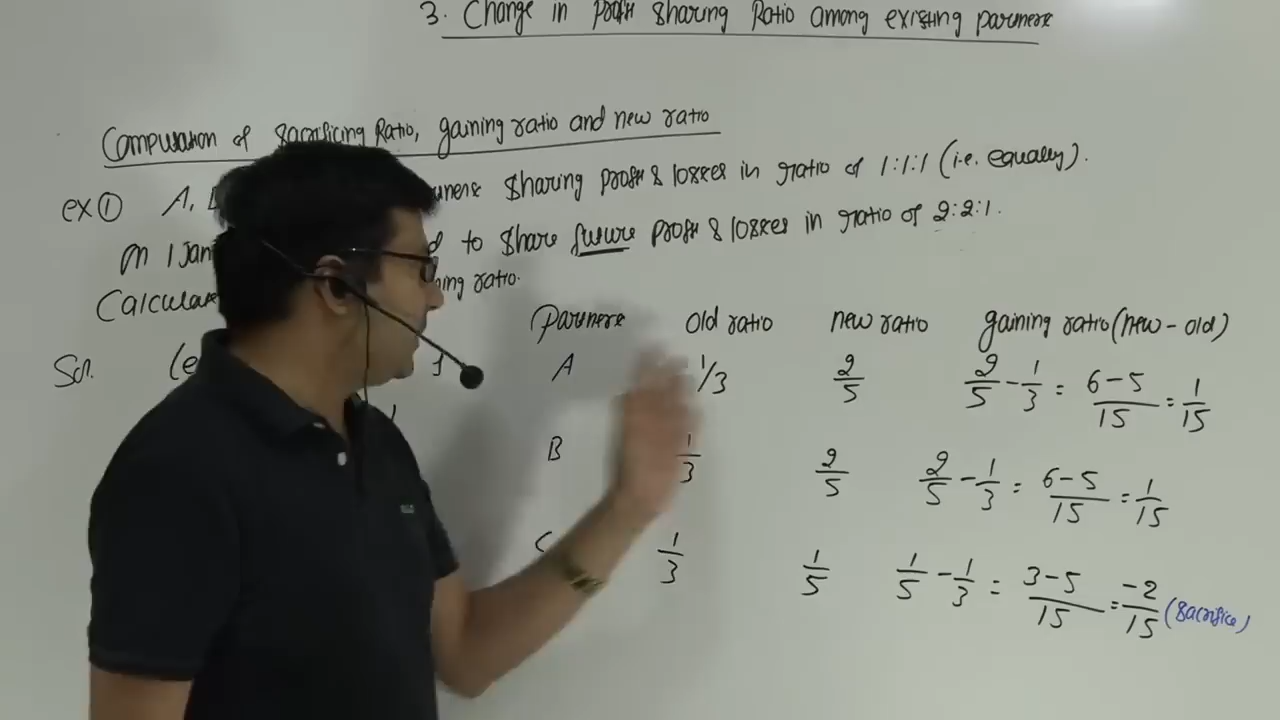 3. Change in Profit Sharing Ratio among existing partners
Computation of Sacrificing Ratio, gaining ratio and new ratio
ex ① A, sharing profit & losses in ratio of 1:1:1 (i.e. equally).
on 1 Jan to share future profit & losses in ratio of 2:2:1.
Calculate ratio.
Partners Old ratio new ratio gaining ratio (new - old)
Sol. 1 A 1/3 2/5 2/5 - 1/3 = 6-5/15 = 1/15
B 1/3 2/5 2/5 - 1/3 = 6-5/15 = 1/15
C 1/3 1/5 1/5 - 1/3 = 3-5/15 = -2/15 (Sacrifice)